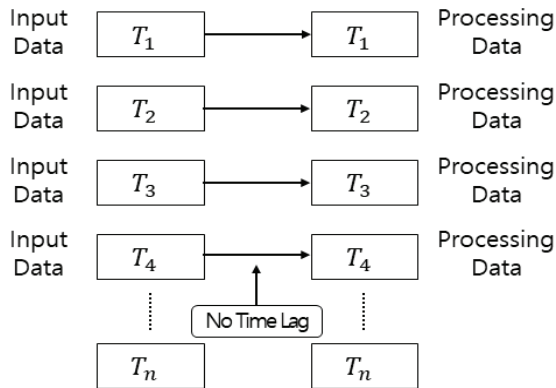 Input
Data
T₁
T₁
Processing
Data
Input
Data
T₂
T₂
Processing
Data
Input
Data
T₃
T₃
Processing
Data
Input
Data
T₄
T₄
Processing
Data
No Time Lag
Tₙ
Tₙ